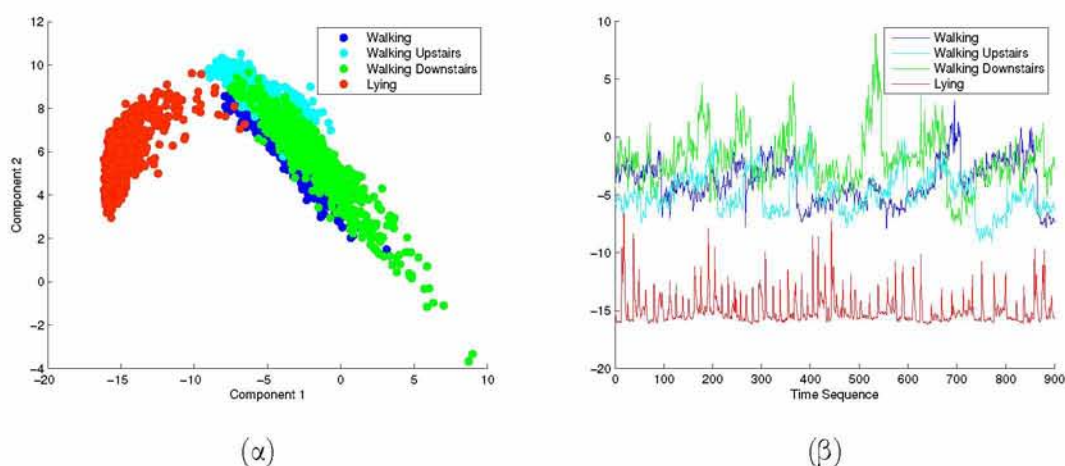 12
10
8
6
4
2
0
−2
−4
Component 2
−20
−15
−10
−5
0
5
10
Component 1
Walking
Walking Upstairs
Walking Downstairs
Lying
(α)
10
5
0
−5
−10
−15
−20
0
100
200
300
400
500
600
700
800
900
Time Sequence
Walking
Walking Upstairs
Walking Downstairs
Lying
(β)